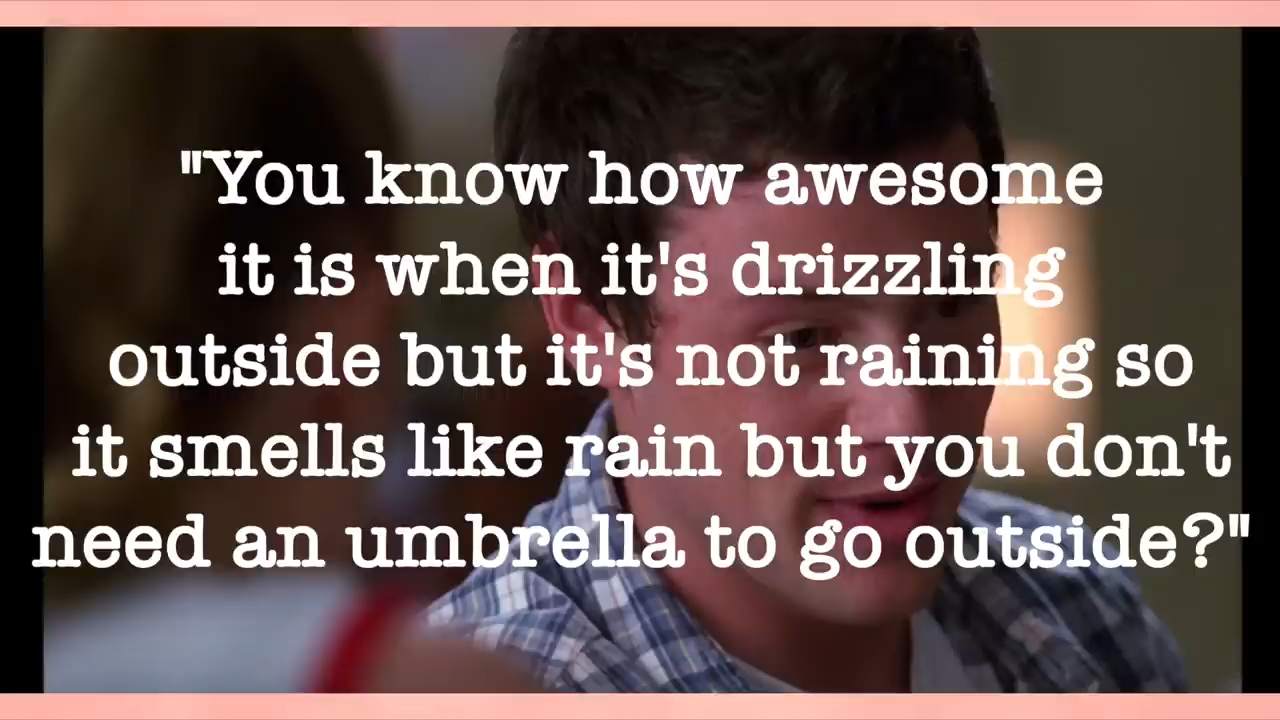 "You know how awesome
it is when it's drizzling
outside but it's not raining so
it smells like rain but you don't
need an umbrella to go outside?"